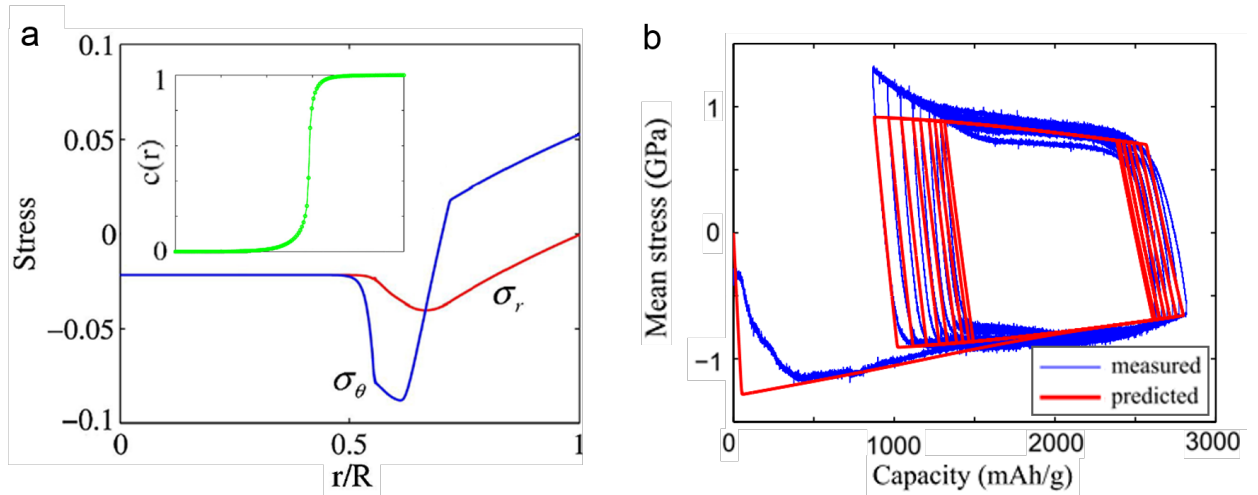 a
0.1
0.05
0
−0.05
−0.1
Stress
0
0.5
1
r/R
1
0
c(r)
σr
σθ
b
1
0
−1
Mean stress (GPa)
0
1000
2000
3000
Capacity (mAh/g)
measured
predicted